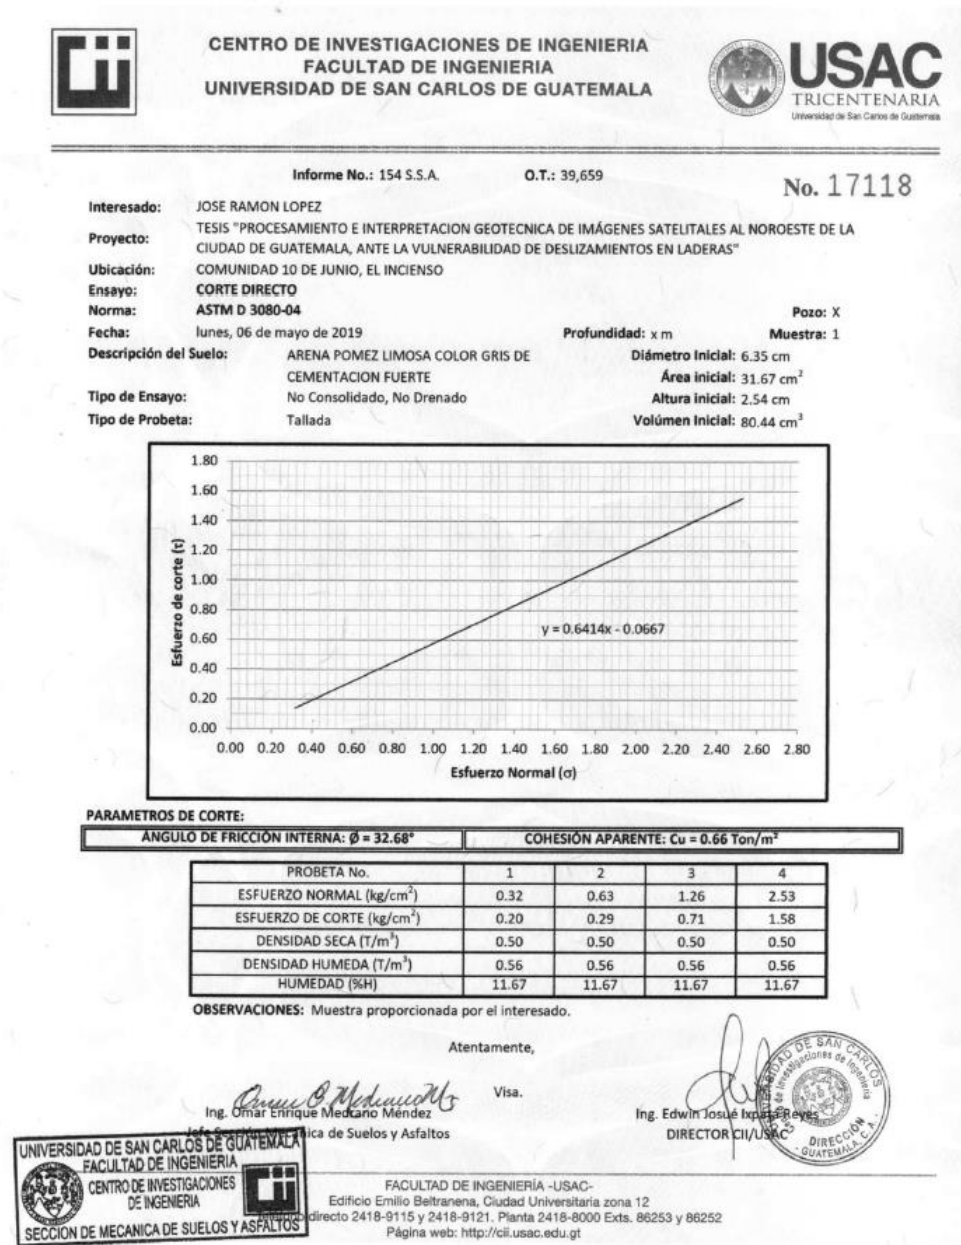 CENTRO DE INVESTIGACIONES DE INGENIERIA
FACULTAD DE INGENIERIA
UNIVERSIDAD DE SAN CARLOS DE GUATEMALA
USAC
TRICENTENARIA
Universidad de San Carlos de Guatemala
Informe No.: 154 S.S.A. O.T.: 39,659
No. 17118
Interesado: JOSE RAMON LOPEZ
Proyecto: TESIS "PROCESAMIENTO E INTERPRETACION GEOTECNICA DE IMÁGENES SATELITALES AL NOROESTE DE LA
CIUDAD DE GUATEMALA, ANTE LA VULNERABILIDAD DE DESLIZAMIENTOS EN LADERAS"
Ubicación: COMUNIDAD 10 DE JUNIO, EL INCIENSO
Ensayo: CORTE DIRECTO
Norma: ASTM D 3080-04 Pozo: X
Fecha: lunes, 06 de mayo de 2019 Profundidad: x m Muestra: 1
Descripción del Suelo: ARENA POMEZ LIMOSA COLOR GRIS DE Diámetro Inicial: 6.35 cm
CEMENTACION FUERTE Área inicial: 31.67 cm²
Tipo de Ensayo: No Consolidado, No Drenado Altura inicial: 2.54 cm
Tipo de Probeta: Tallada Volúmen Inicial: 80.44 cm³
1.80
1.60
1.40
1.20
1.00
0.80
0.60
0.40
0.20
0.00
Esfuerzo de corte (τ)
y = 0.6414x - 0.0667
0.00 0.20 0.40 0.60 0.80 1.00 1.20 1.40 1.60 1.80 2.00 2.20 2.40 2.60 2.80
Esfuerzo Normal (σ)
PARAMETROS DE CORTE:
ANGULO DE FRICCIÓN INTERNA: Ø = 32.68° COHESIÓN APARENTE: Cu = 0.66 Ton/m²
PROBETA No. 1 2 3 4
ESFUERZO NORMAL (kg/cm²) 0.32 0.63 1.26 2.53
ESFUERZO DE CORTE (kg/cm²) 0.20 0.29 0.71 1.58
DENSIDAD SECA (T/m³) 0.50 0.50 0.50 0.50
DENSIDAD HUMEDA (T/m³) 0.56 0.56 0.56 0.56
HUMEDAD (%H) 11.67 11.67 11.67 11.67
OBSERVACIONES: Muestra proporcionada por el interesado.
Atentamente,
Visa.
Ing. Omar Enrique Medrano Méndez
Jefe Sección Mecánica de Suelos y Asfaltos
Ing. Edwin Josué Ixpatá Reyes
DIRECTOR CII/USAC
DIRECCIÓN
GUATEMALA, C.A.
UNIVERSIDAD DE SAN CARLOS DE GUATEMALA
FACULTAD DE INGENIERIA
CENTRO DE INVESTIGACIONES
DE INGENIERIA
SECCION DE MECANICA DE SUELOS Y ASFALTOS
FACULTAD DE INGENIERÍA -USAC-
Edificio Emilio Beltranena, Ciudad Universitaria zona 12
directo 2418-9115 y 2418-9121. Planta 2418-8000 Exts. 86253 y 86252
Página web: http://cii.usac.edu.gt